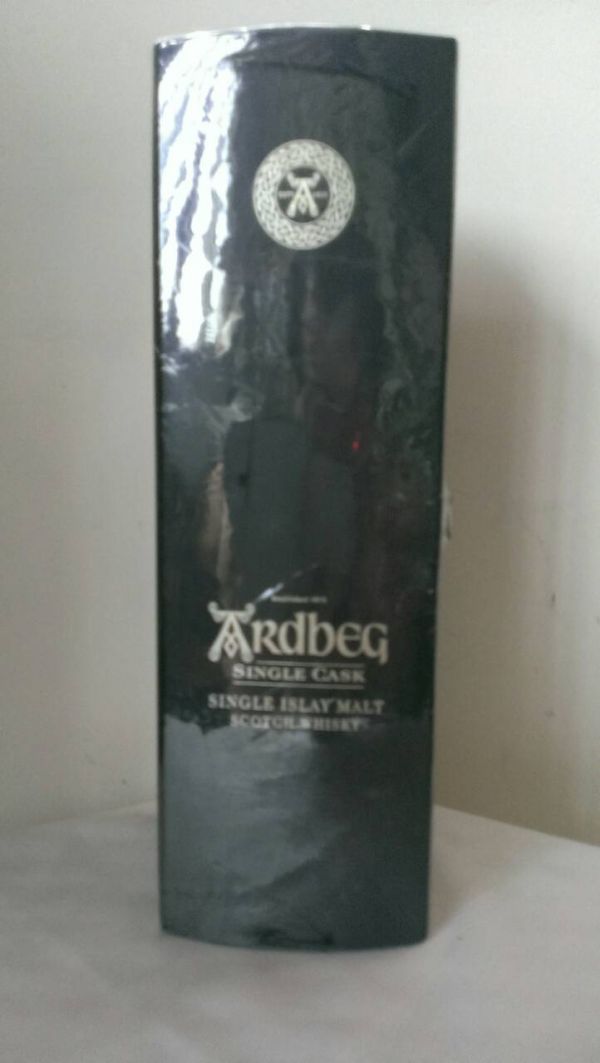 Ardbeg
SINGLE CASK
SINGLE ISLAY MALT
SCOTCH WHISKY